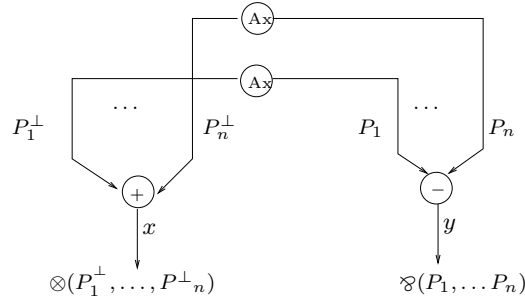 Ax
Ax
… …
P₁^⊥ Pₙ^⊥ P₁ Pₙ
+ −
x y
⊗(P₁^⊥, …, P^⊥ₙ) ⅋(P₁, … Pₙ)